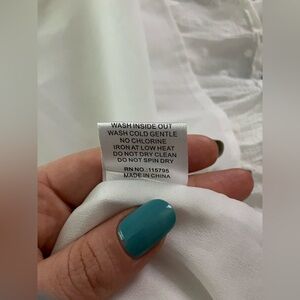 WASH INSIDE OUT
WASH COLD GENTLE
NO CHLORINE
IRON AT LOW HEAT
DO NOT DRY CLEAN
DO NOT SPIN DRY
RN NO.:115795
MADE IN CHINA